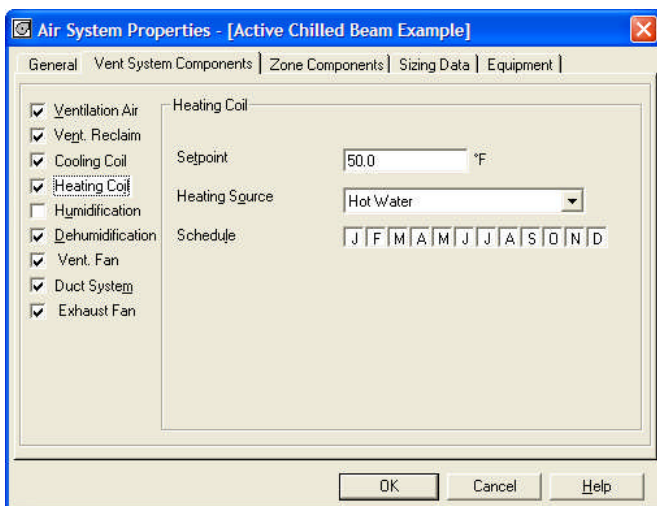 Air System Properties - [Active Chilled Beam Example]
General Vent System Components Zone Components Sizing Data Equipment
Ventilation Air
Vent. Reclaim
Cooling Coil
Heating Coil
Humidification
Dehumidification
Vent. Fan
Duct System
Exhaust Fan
Heating Coil
Setpoint 50.0 °F
Heating Source Hot Water
Schedule J F M A M J J A S O N D
OK Cancel Help